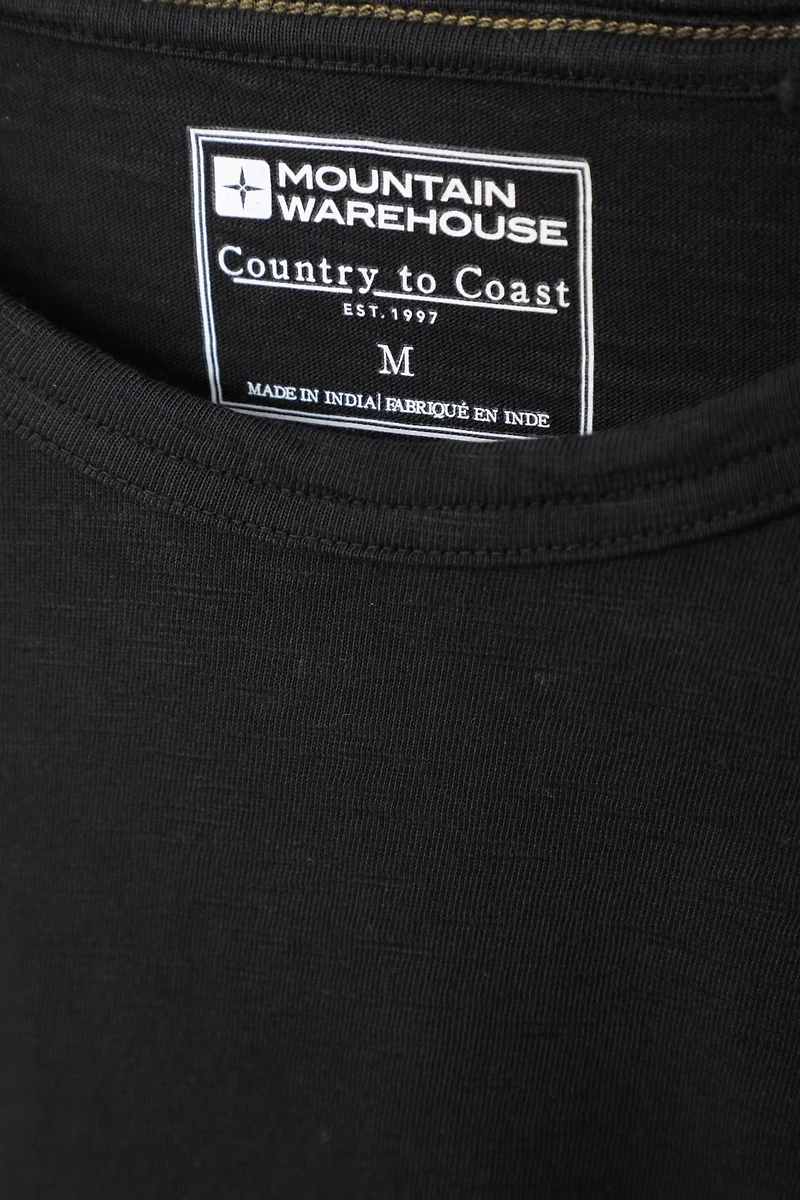 MOUNTAIN
WAREHOUSE
Country to Coast
EST. 1997
M
MADE IN INDIA| FABRIQUÉ EN INDE